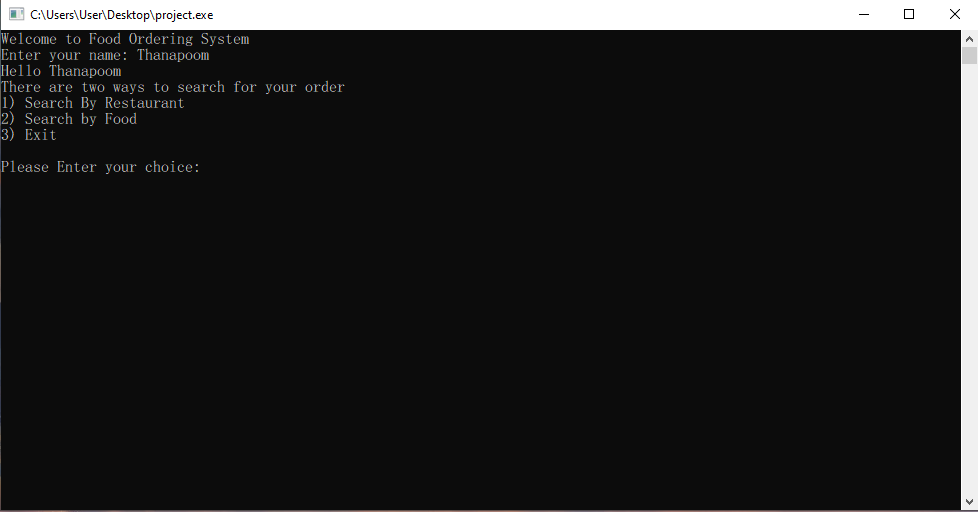 C:\Users\User\Desktop\project.exe
Welcome to Food Ordering System
Enter your name: Thanapoom
Hello Thanapoom
There are two ways to search for your order
1) Search By Restaurant
2) Search by Food
3) Exit
Please Enter your choice: